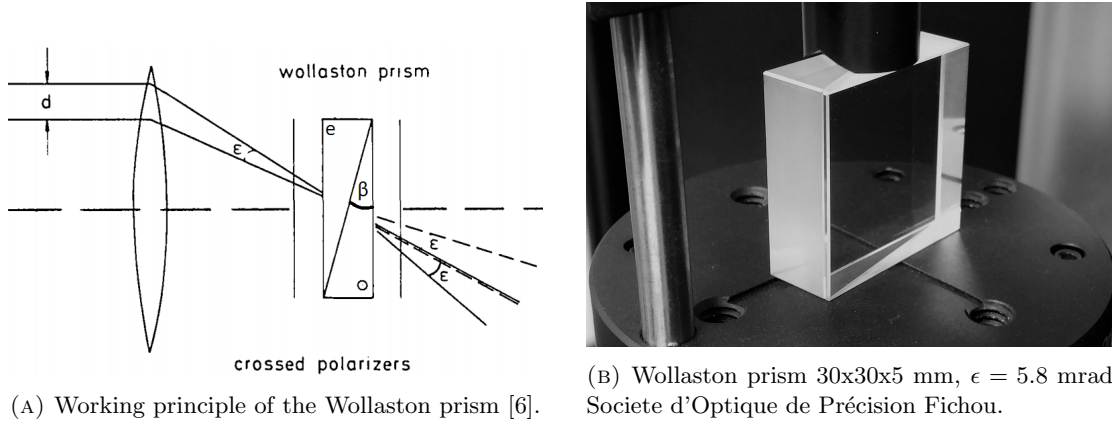 wollaston prism
d
ε
e
β
ε
ε
o
crossed polarizers
(A) Working principle of the Wollaston prism [6].
(B) Wollaston prism 30x30x5 mm, ϵ = 5.8 mrad
Societe d'Optique de Précision Fichou.